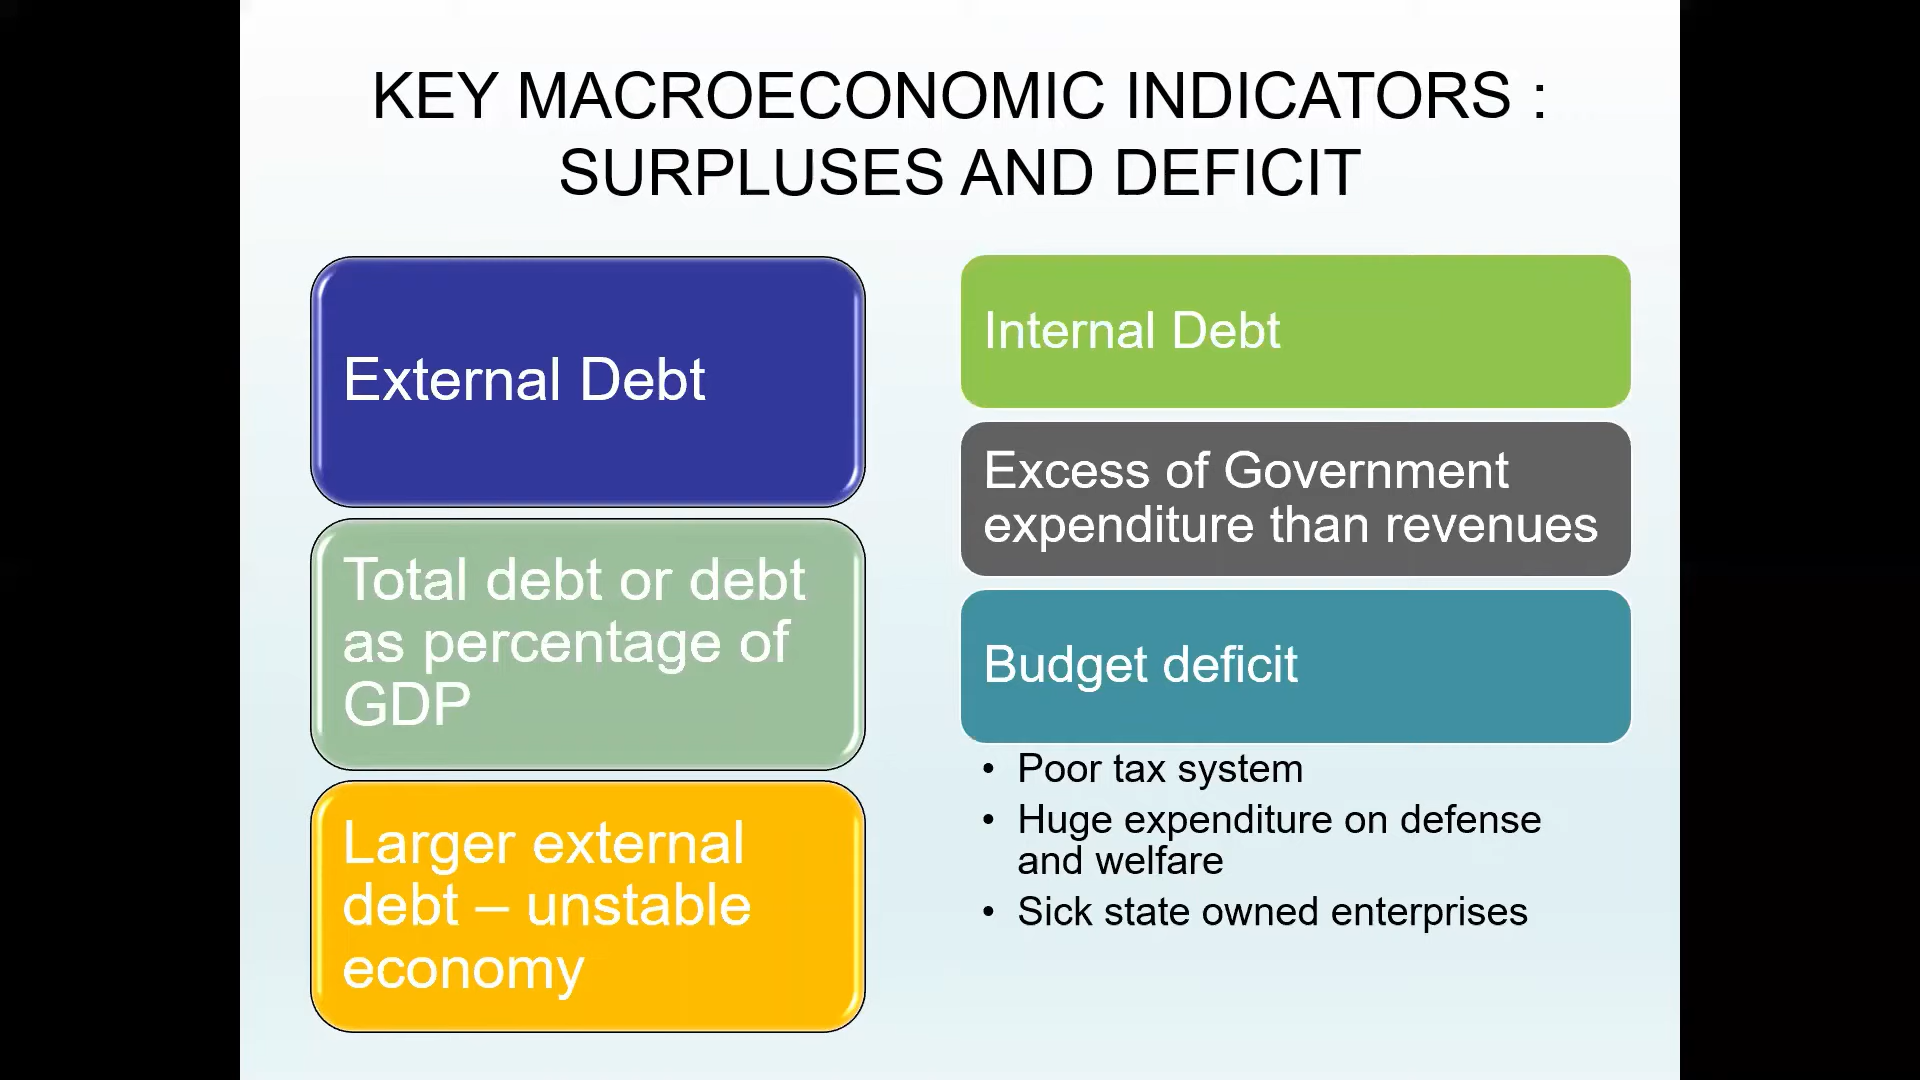 KEY MACROECONOMIC INDICATORS :
SURPLUSES AND DEFICIT
External Debt
Total debt or debt
as percentage of
GDP
Larger external
debt – unstable
economy
Internal Debt
Excess of Government
expenditure than revenues
Budget deficit
• Poor tax system
• Huge expenditure on defense
and welfare
• Sick state owned enterprises